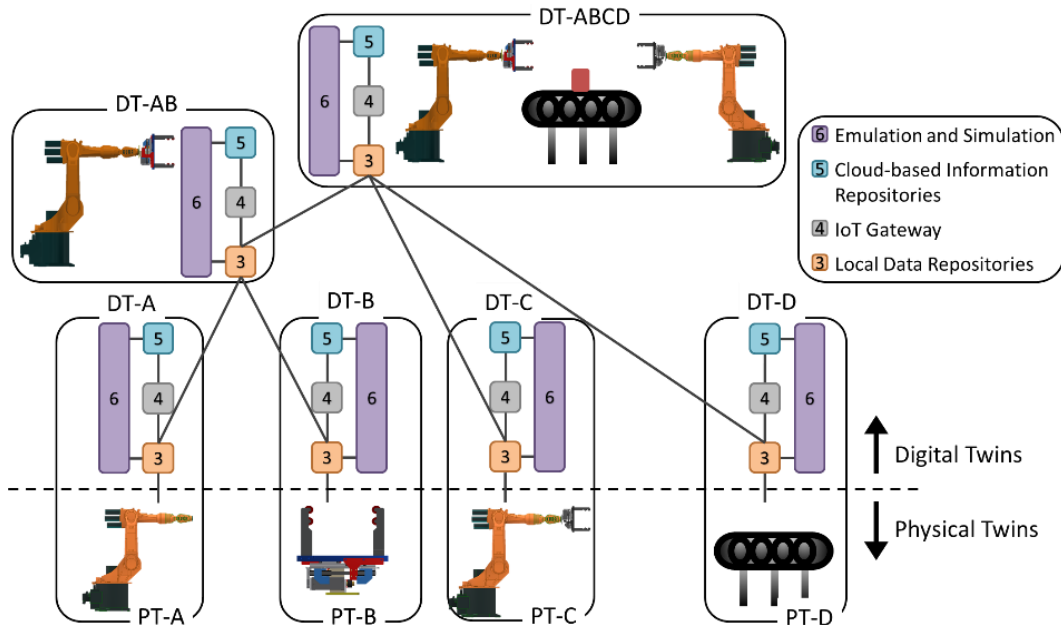 DT-ABCD
5
6
4
3
DT-AB
5
6
4
3
6 Emulation and Simulation
5 Cloud-based Information
Repositories
4 IoT Gateway
3 Local Data Repositories
DT-A
DT-B
DT-C
DT-D
5
6
4
3
5
4
6
3
5
4
6
3
5
4
6
3
Digital Twins
Physical Twins
PT-A
PT-B
PT-C
PT-D